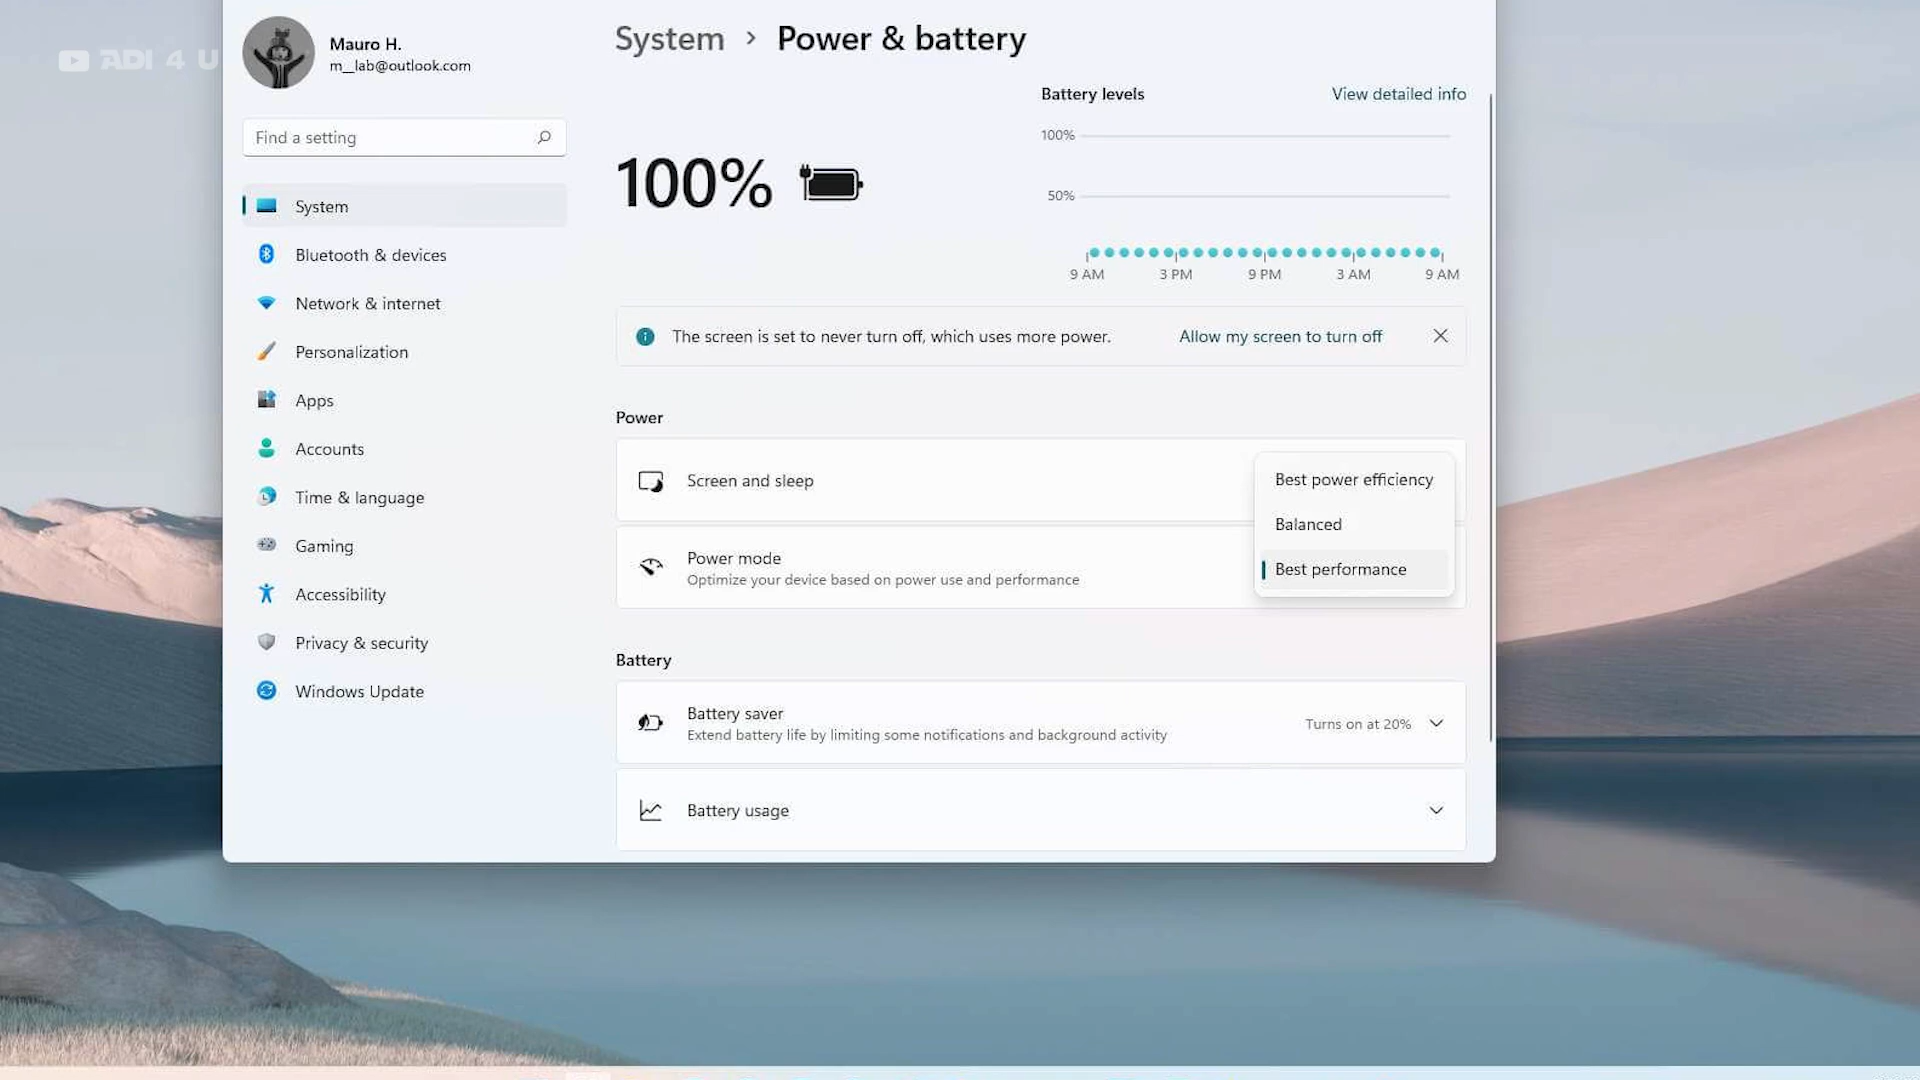 ADI 4 U
Mauro H.
m_lab@outlook.com
Find a setting
System
Bluetooth & devices
Network & internet
Personalization
Apps
Accounts
Time & language
Gaming
Accessibility
Privacy & security
Windows Update
System > Power & battery
Battery levels
View detailed info
100%
100%
50%
9 AM 3 PM 9 PM 3 AM 9 AM
The screen is set to never turn off, which uses more power.
Allow my screen to turn off
Power
Screen and sleep
Power mode
Optimize your device based on power use and performance
Best power efficiency
Balanced
Best performance
Battery
Battery saver
Extend battery life by limiting some notifications and background activity
Turns on at 20%
Battery usage